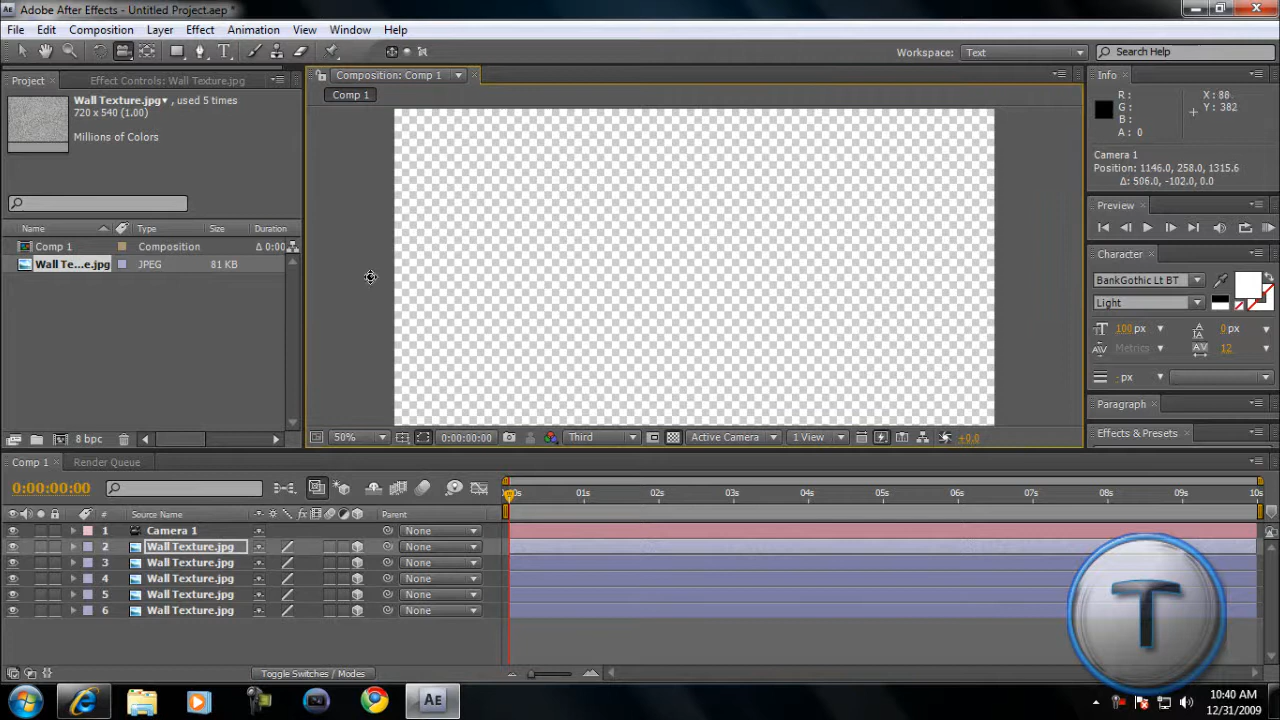 Adobe After Effects - Untitled Project.aep *
File Edit Composition Layer Effect Animation View Window Help
Workspace: Text Search Help
Project Effect Controls: Wall Texture.jpg
Wall Texture.jpg , used 5 times
720 x 540 (1.00)
Millions of Colors
Name Type Size Duration
Comp 1 Composition Δ 0:00
Wall Te...e.jpg JPEG 81 KB
8 bpc
Composition: Comp 1
Comp 1
50% 0:00:00:00 Third Active Camera 1 View +0.0
Info
R : X : 88
G : Y : 382
B :
A : 0
Camera 1
Position: 1146.0, 258.0, 1315.6
Δ: 506.0, -102.0, 0.0
Preview
Character
BankGothic Lt BT
Light
100 px 0 px
Metrics 12
- px
Paragraph
Effects & Presets
Comp 1 Render Queue
0:00:00:00
01s 02s 03s 04s 05s 06s 07s 08s 09s 10s
# Source Name Parent
1 Camera 1 None
2 Wall Texture.jpg None
3 Wall Texture.jpg None
4 Wall Texture.jpg None
5 Wall Texture.jpg None
6 Wall Texture.jpg None
Toggle Switches / Modes
T
AE
10:40 AM
12/31/2009